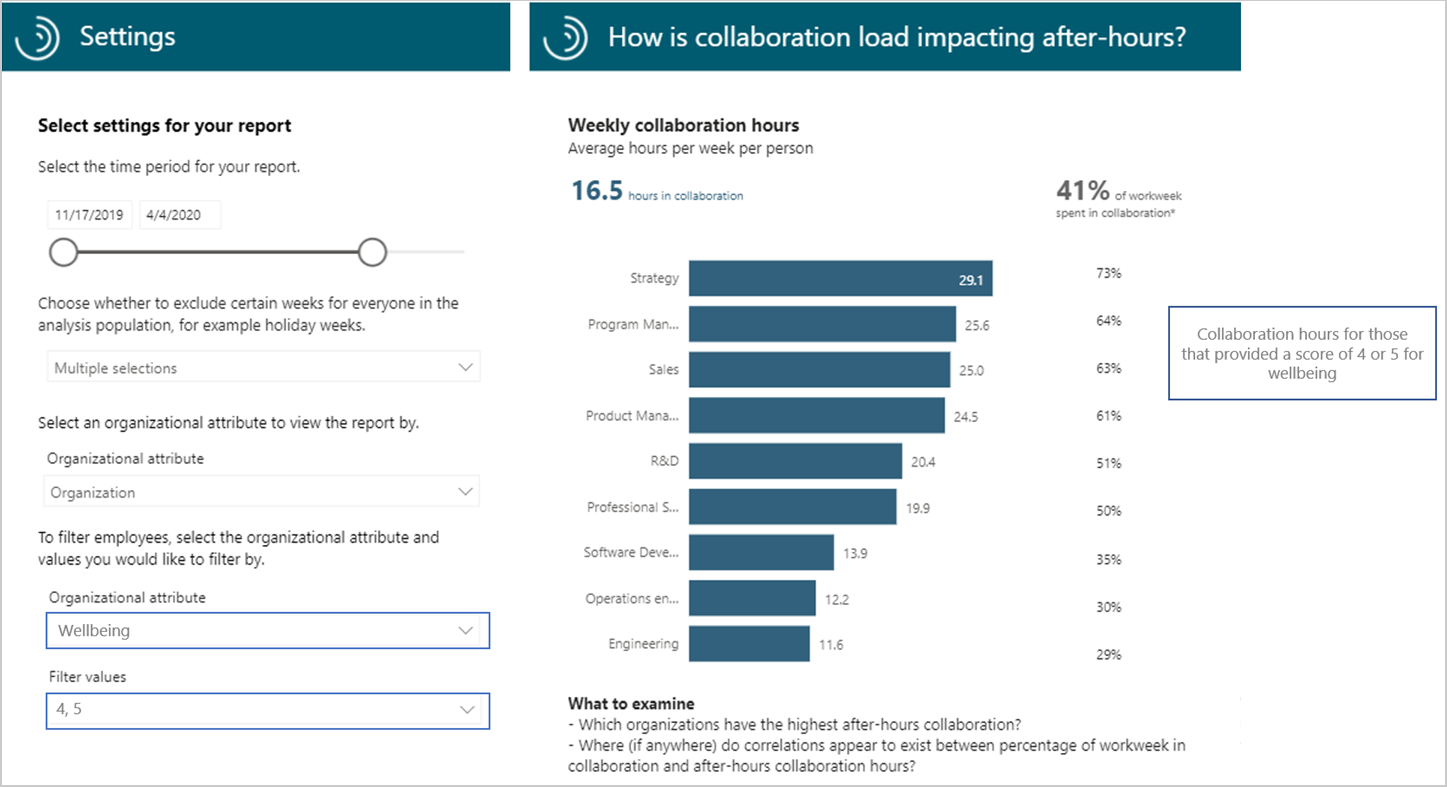 Settings
Select settings for your report
Select the time period for your report.
11/17/2019 4/4/2020
Choose whether to exclude certain weeks for everyone in the
analysis population, for example holiday weeks.
Multiple selections
Select an organizational attribute to view the report by.
Organizational attribute
Organization
To filter employees, select the organizational attribute and
values you would like to filter by.
Organizational attribute
Wellbeing
Filter values
4, 5
How is collaboration load impacting after-hours?
Weekly collaboration hours
Average hours per week per person
16.5 hours in collaboration
41% of workweek
spent in collaboration*
Strategy 29.1 73%
Program Man... 25.6 64%
Sales 25.0 63%
Product Mana... 24.5 61%
R&D 20.4 51%
Professional S... 19.9 50%
Software Deve... 13.9 35%
Operations en... 12.2 30%
Engineering 11.6 29%
Collaboration hours for those
that provided a score of 4 or 5 for
wellbeing
What to examine
- Which organizations have the highest after-hours collaboration?
- Where (if anywhere) do correlations appear to exist between percentage of workweek in
collaboration and after-hours collaboration hours?